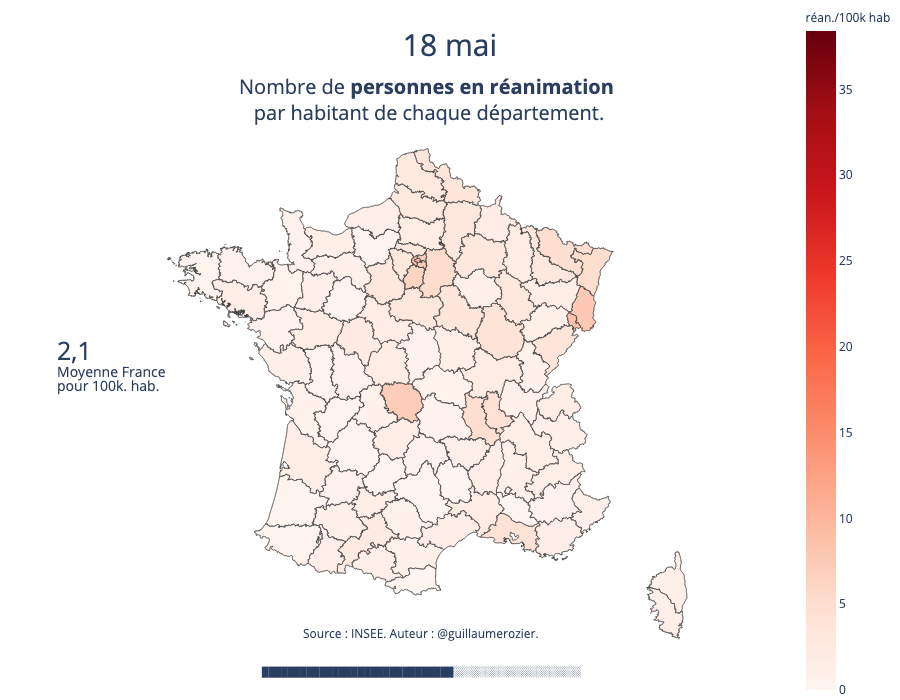 réan./100k hab
18 mai
Nombre de personnes en réanimation
par habitant de chaque département.
35
30
25
20
15
10
5
0
2,1
Moyenne France
pour 100k. hab.
Source : INSEE. Auteur : @guillaumerozier.